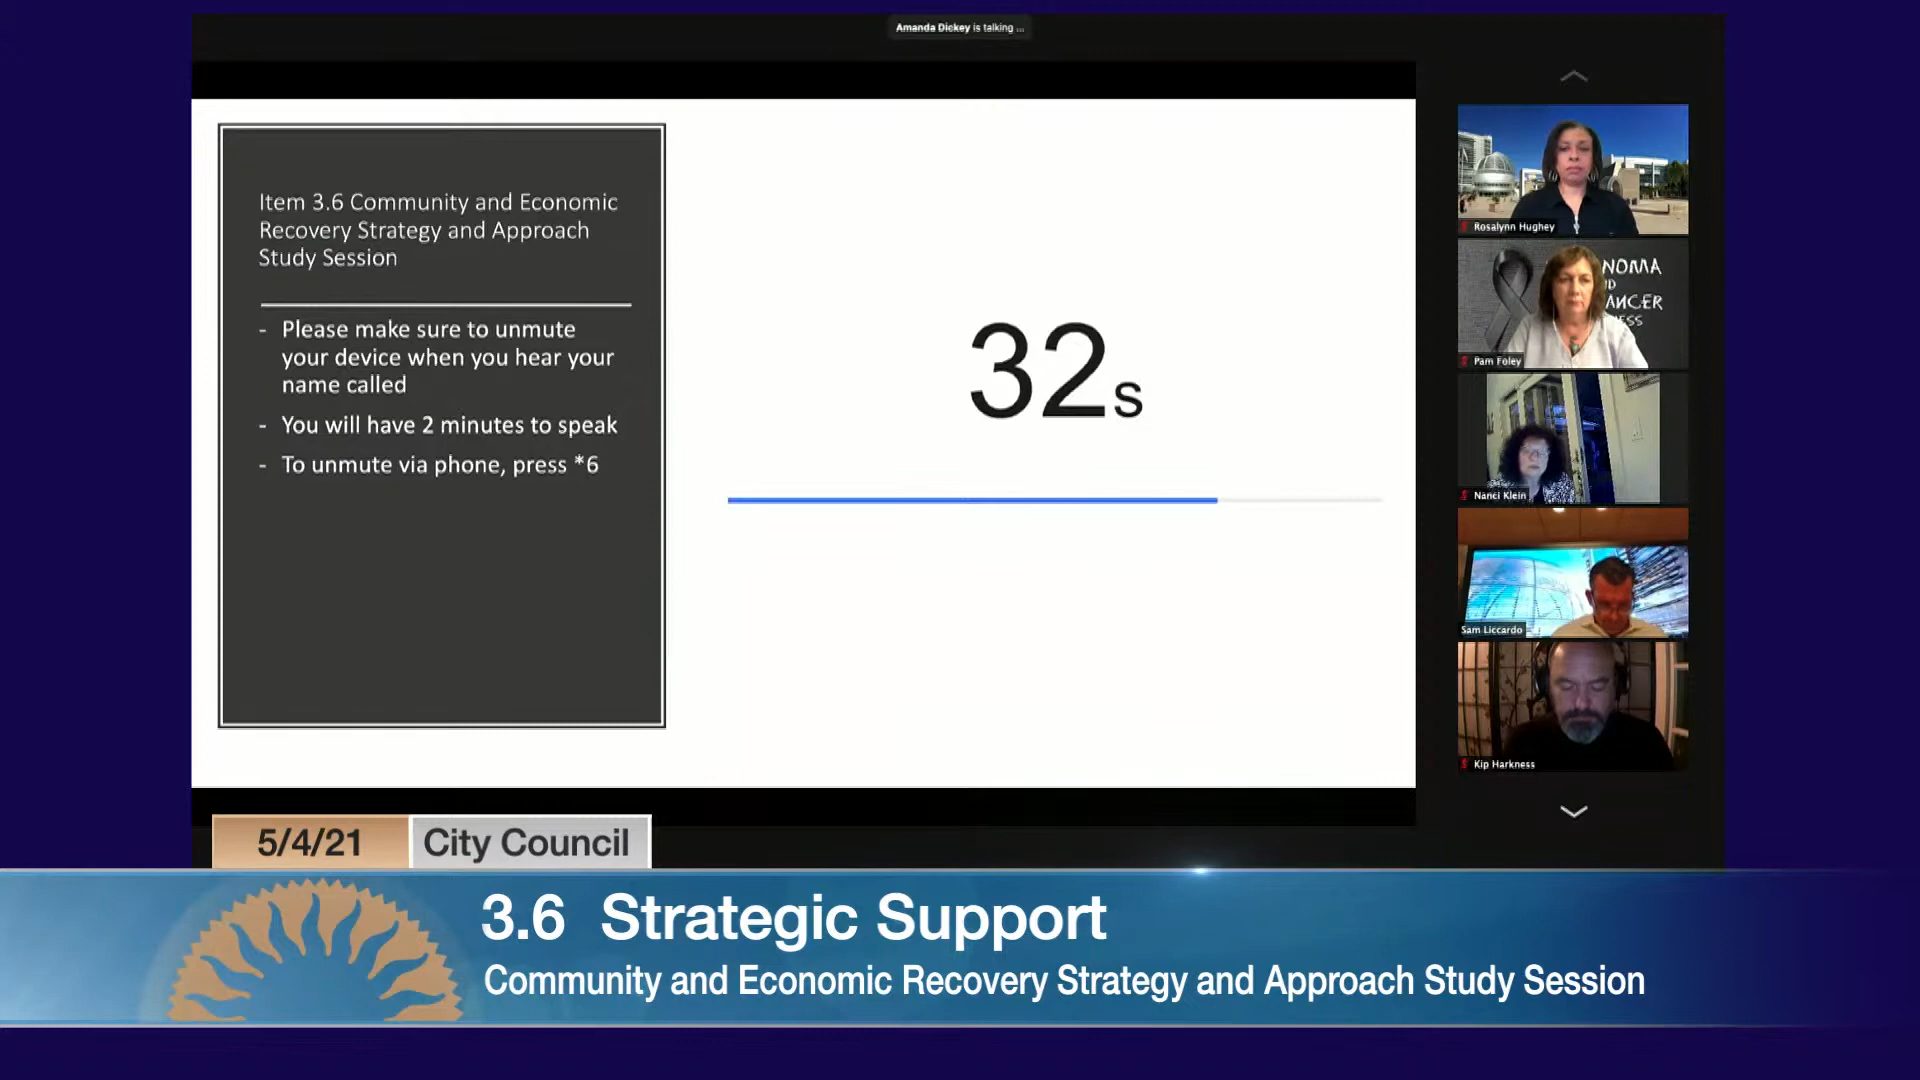 Amanda Dickey is talking ...
Item 3.6 Community and Economic
Recovery Strategy and Approach
Study Session
- Please make sure to unmute
your device when you hear your
name called
- You will have 2 minutes to speak
- To unmute via phone, press *6
32s
Rosalynn Hughey
NOMA
ANCER
Pam Foley
Nanci Klein
Sam Liccardo
Kip Harkness
5/4/21
City Council
3.6 Strategic Support
Community and Economic Recovery Strategy and Approach Study Session